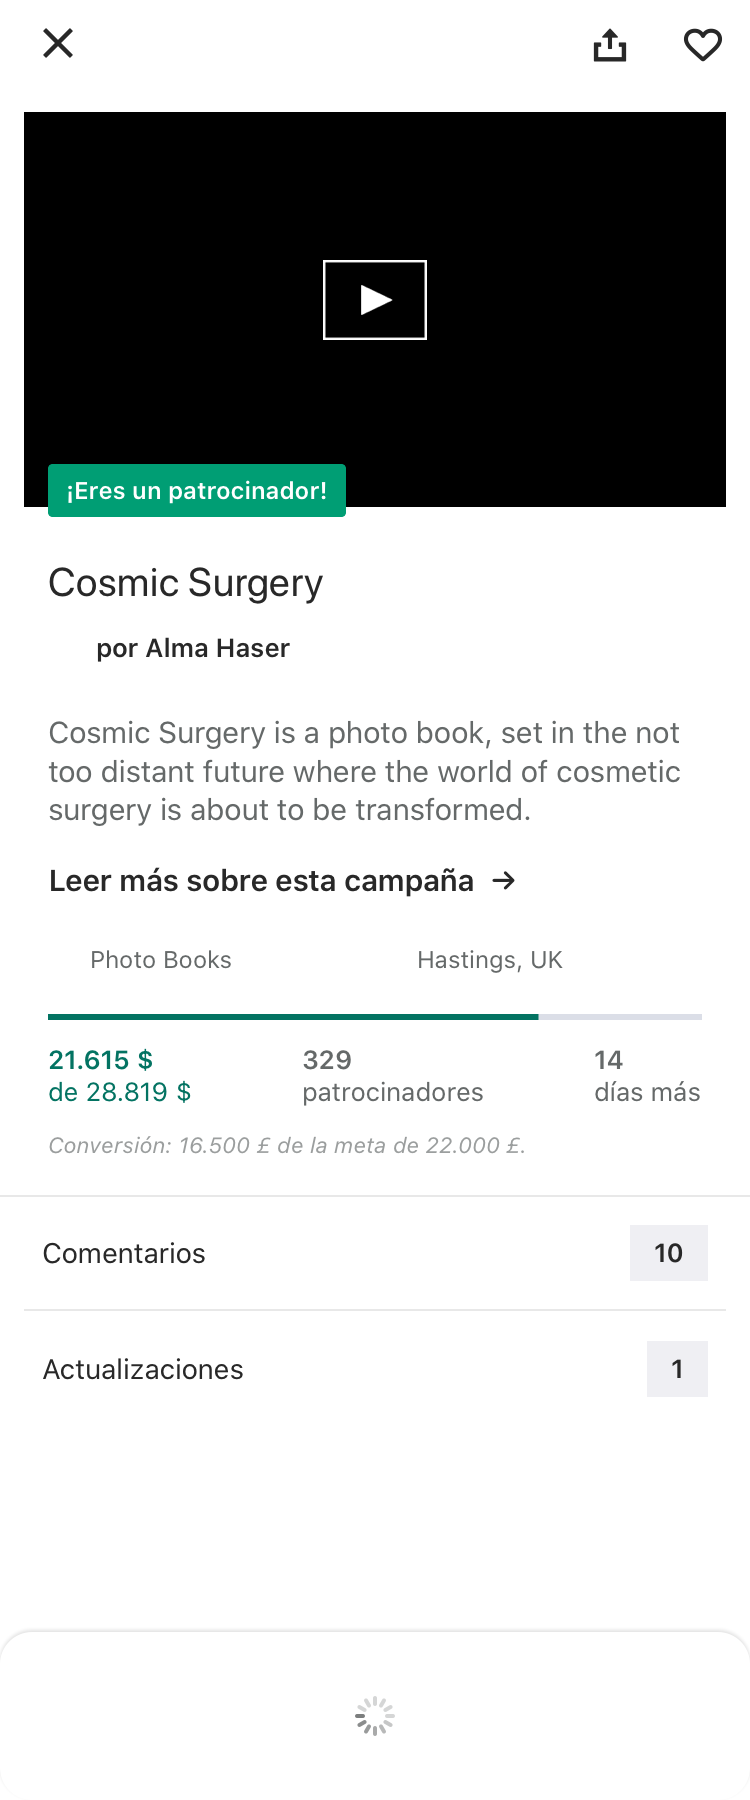 ¡Eres un patrocinador!
Cosmic Surgery
por Alma Haser
Cosmic Surgery is a photo book, set in the not
too distant future where the world of cosmetic
surgery is about to be transformed.
Leer más sobre esta campaña →
Photo Books
Hastings, UK
21.615 $
de 28.819 $
329
patrocinadores
14
días más
Conversión: 16.500 £ de la meta de 22.000 £.
Comentarios
10
Actualizaciones
1